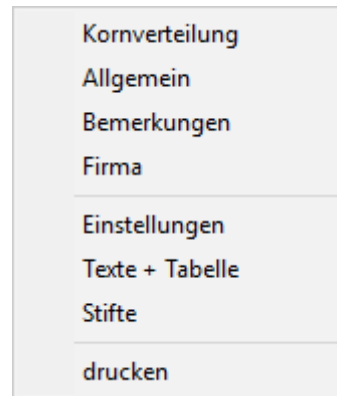 Kornverteilung
Allgemein
Bemerkungen
Firma
Einstellungen
Texte + Tabelle
Stifte
drucken